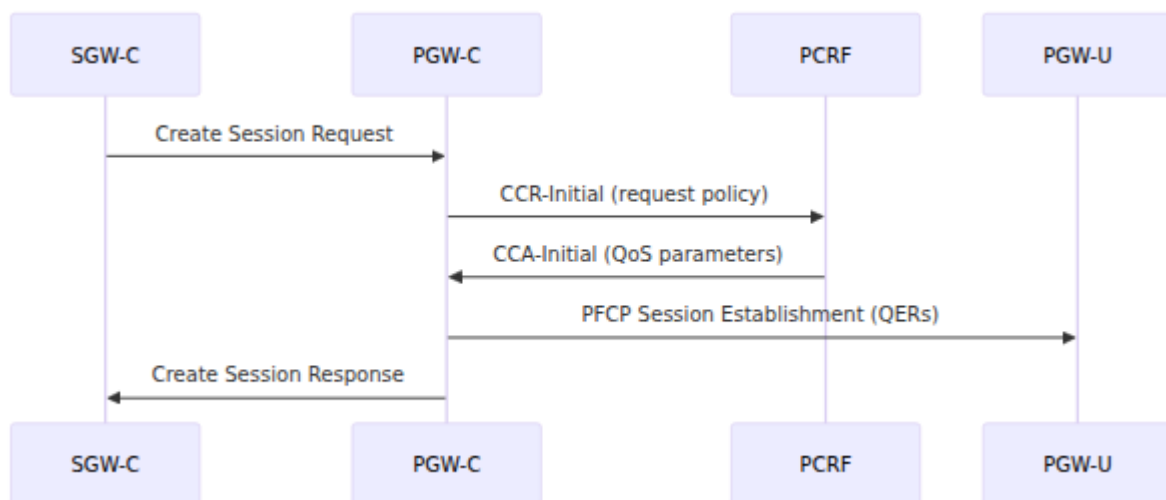 SGW-C PGW-C PCRF PGW-U
Create Session Request
CCR-Initial (request policy)
CCA-Initial (QoS parameters)
PFCP Session Establishment (QERs)
Create Session Response
SGW-C PGW-C PCRF PGW-U